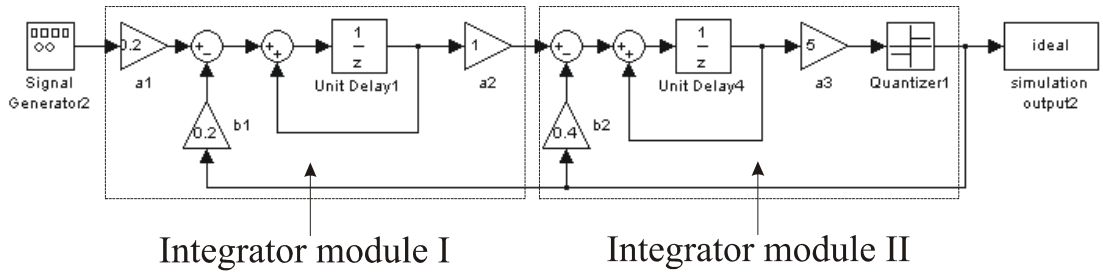 Signal
Generator2
0.2
a1
+
−
+
+
1
z
Unit Delay1
1
a2
+
−
+
+
1
z
Unit Delay4
5
a3
Quantizer1
ideal
simulation
output2
0.2
b1
0.4
b2
Integrator module I
Integrator module II